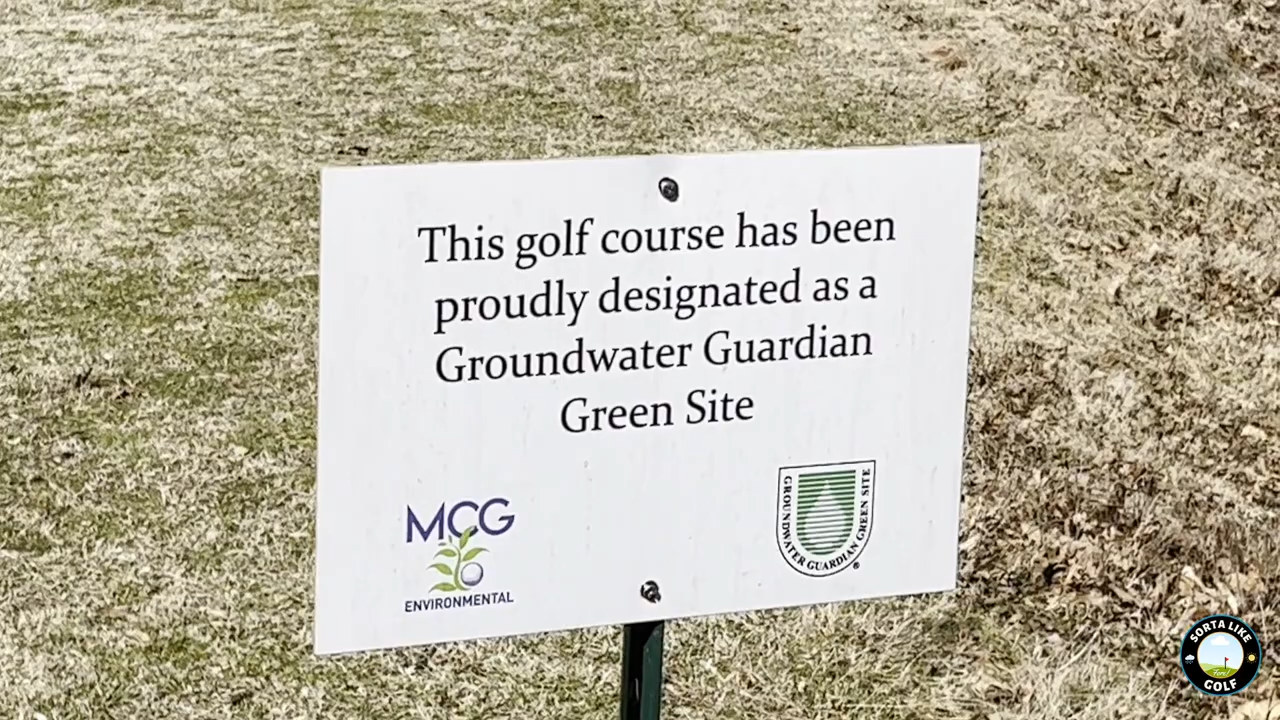 This golf course has been
proudly designated as a
Groundwater Guardian
Green Site
MCG
ENVIRONMENTAL
GROUNDWATER GUARDIAN GREEN SITE
®
SORTA LIKE
GOLF